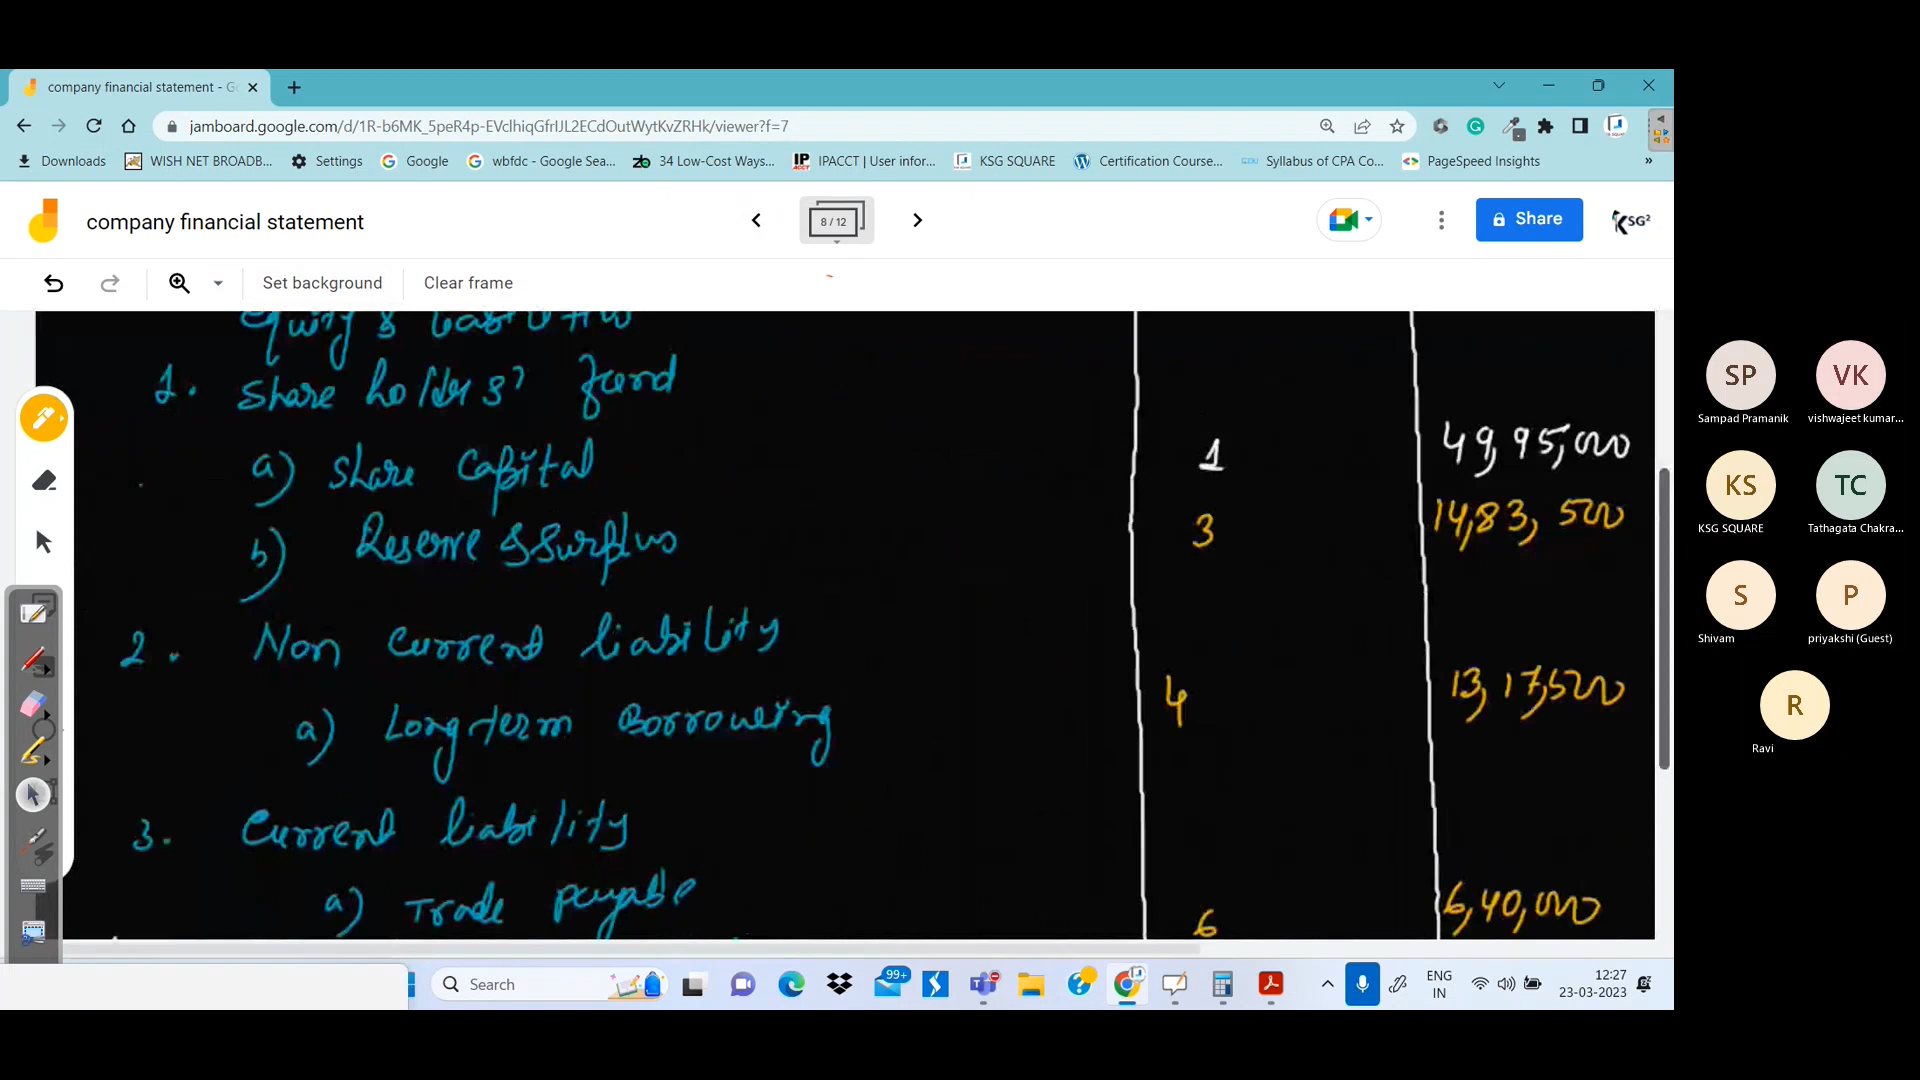 company financial statement - G
jamboard.google.com/d/1R-b6MK_5peR4p-EVclhiqGfrIJL2ECdOutWytKvZRHk/viewer?f=7
Downloads WISH NET BROADB... Settings Google wbfdc - Google Sea... 34 Low-Cost Ways... IPACCT | User infor... KSG SQUARE Certification Course... Syllabus of CPA Co... PageSpeed Insights »
company financial statement 8 / 12 Share KSG²
Set background Clear frame
1. Share holders' fund
a) Share Capital 1 49,95,000
b) Reserve & Surplus 3 14,83,500
2. Non Current liability
a) Long term Borrowing 4 13,17,500
3. Current liability
a) Trade payable 6 6,40,000
SP VK
Sampad Pramanik vishwajeet kumar...
KS TC
KSG SQUARE Tathagata Chakra...
S P
Shivam priyakshi (Guest)
R
Ravi
Search 99+ ENG 12:27
IN 23-03-2023